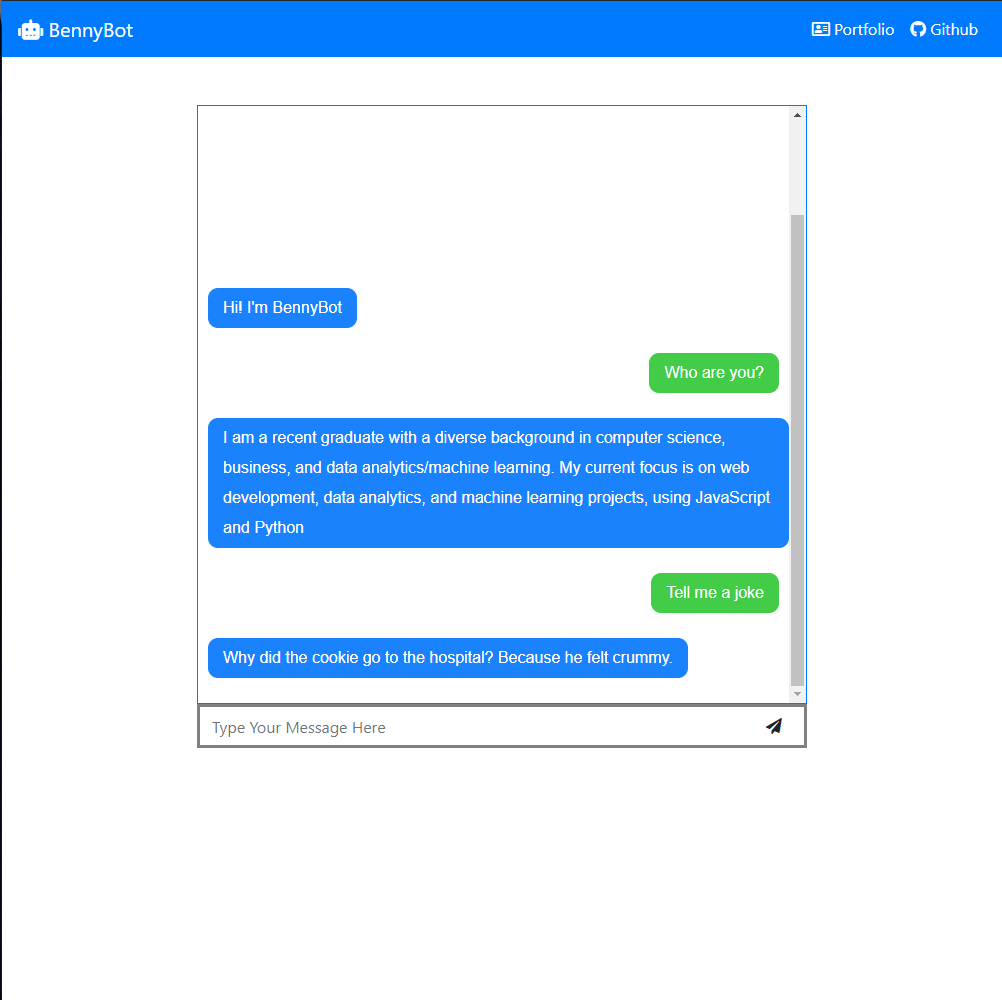 BennyBot
Portfolio
Github
Hi! I'm BennyBot
Who are you?
I am a recent graduate with a diverse background in computer science,
business, and data analytics/machine learning. My current focus is on web
development, data analytics, and machine learning projects, using JavaScript
and Python
Tell me a joke
Why did the cookie go to the hospital? Because he felt crummy.
Type Your Message Here